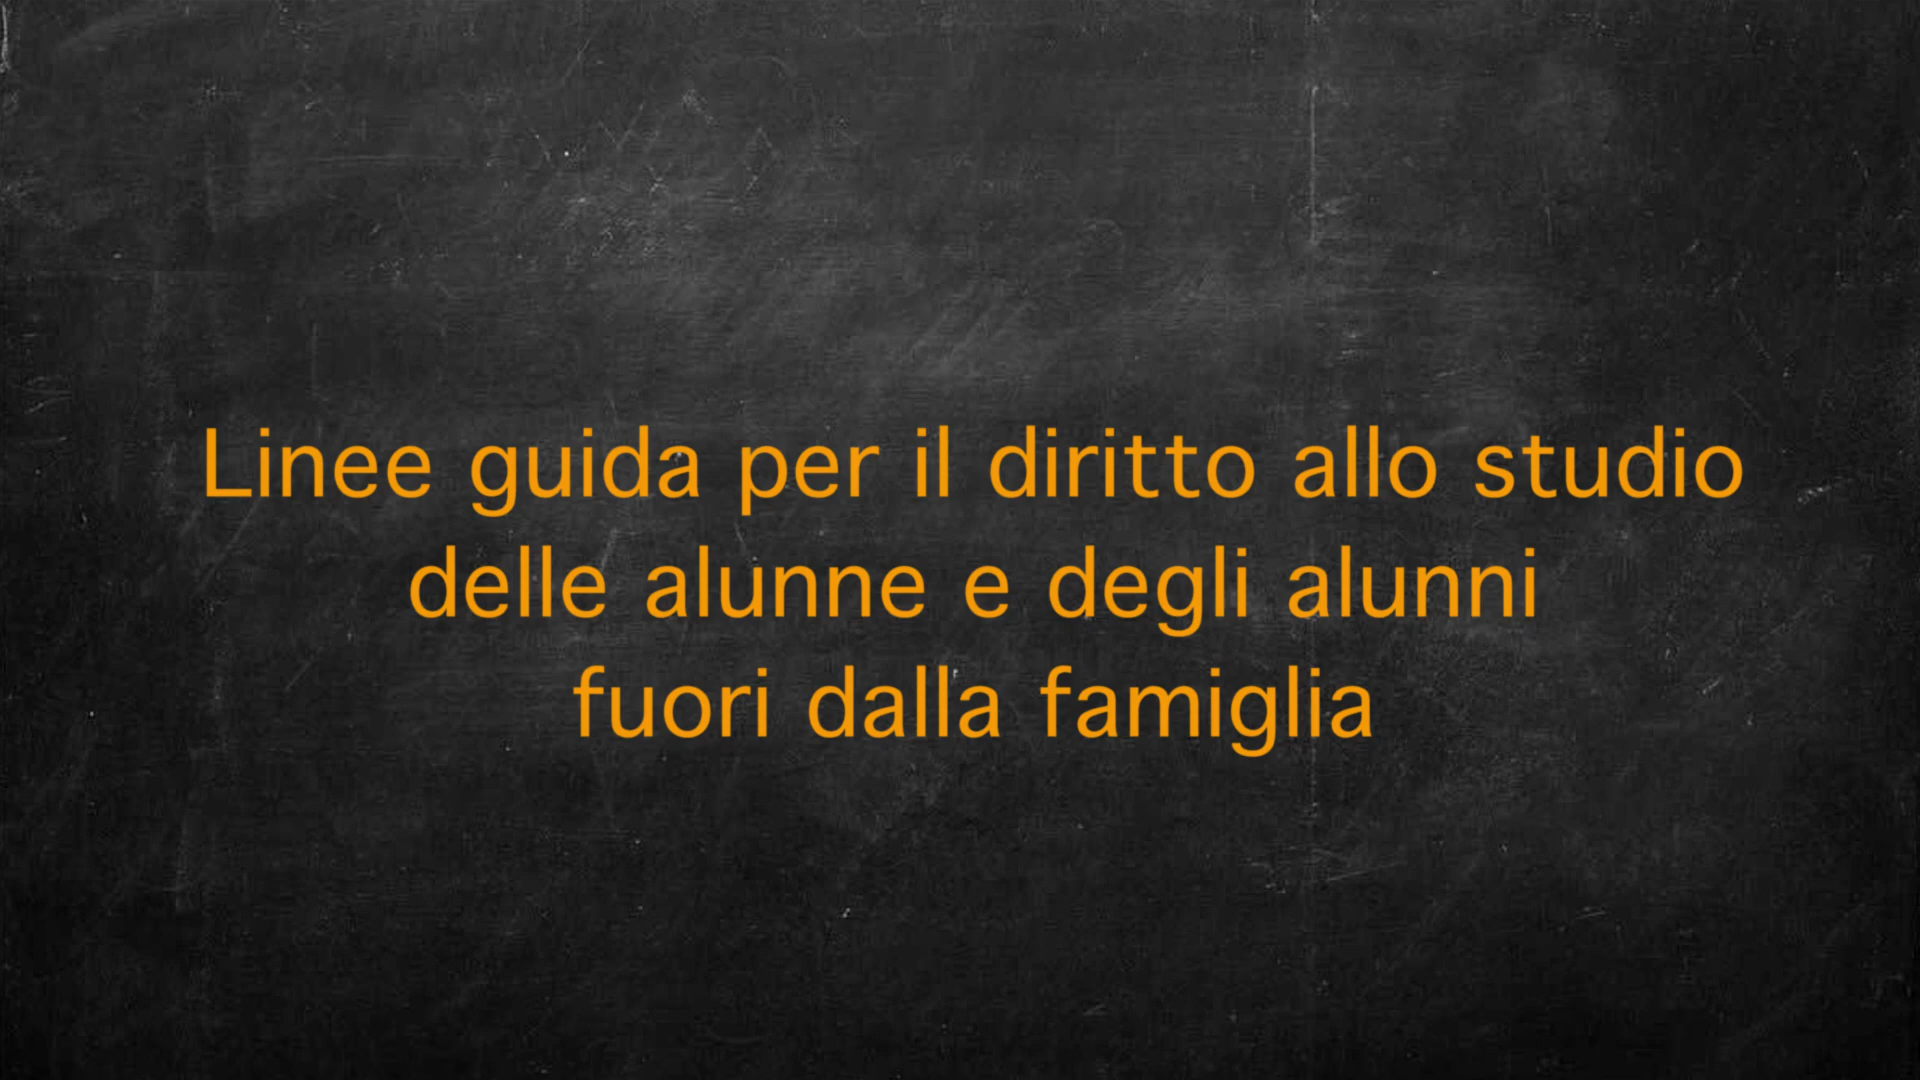 Linee guida per il diritto allo studio
delle alunne e degli alunni
fuori dalla famiglia